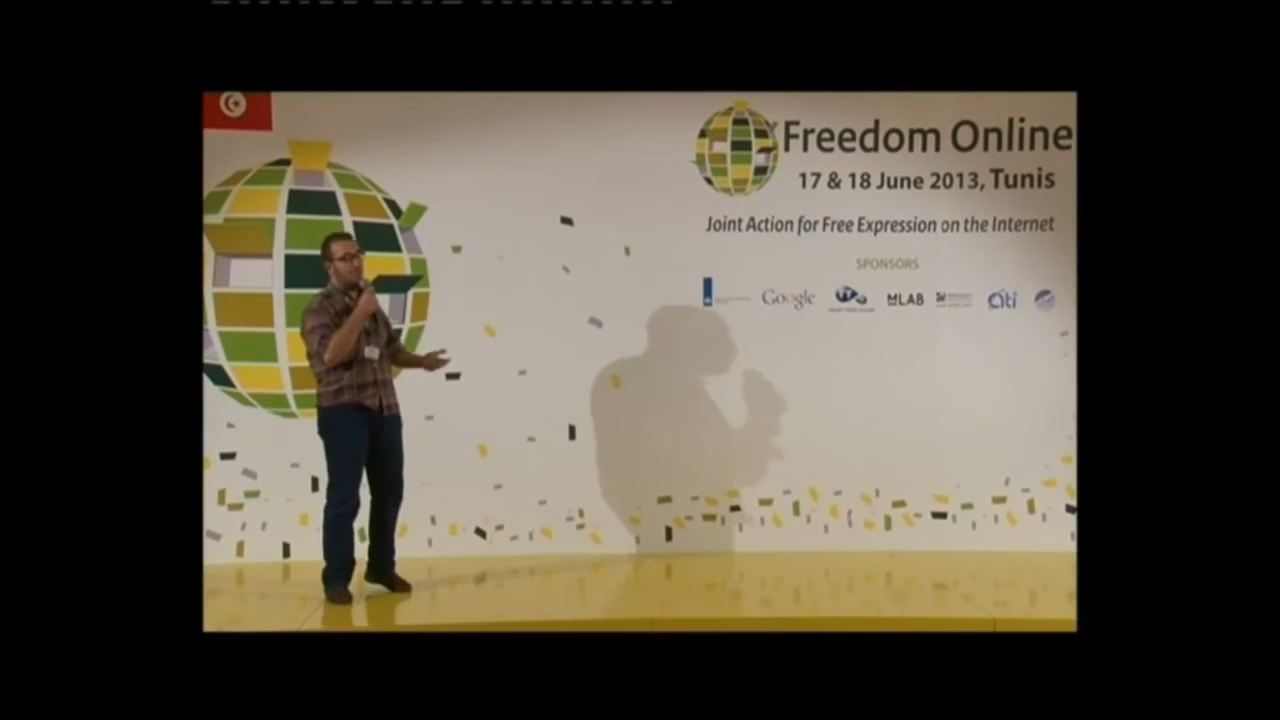 Freedom Online
17 & 18 June 2013, Tunis
Joint Action for Free Expression on the Internet
SPONSORS
Google
MLAB
ati